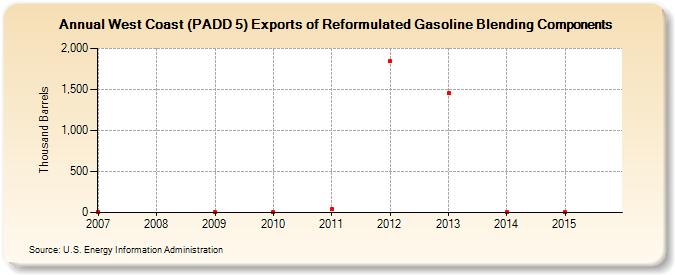 Annual West Coast (PADD 5) Exports of Reformulated Gasoline Blending Components
Thousand Barrels
2,000
1,500
1,000
500
0
2007 2008 2009 2010 2011 2012 2013 2014 2015
Source: U.S. Energy Information Administration